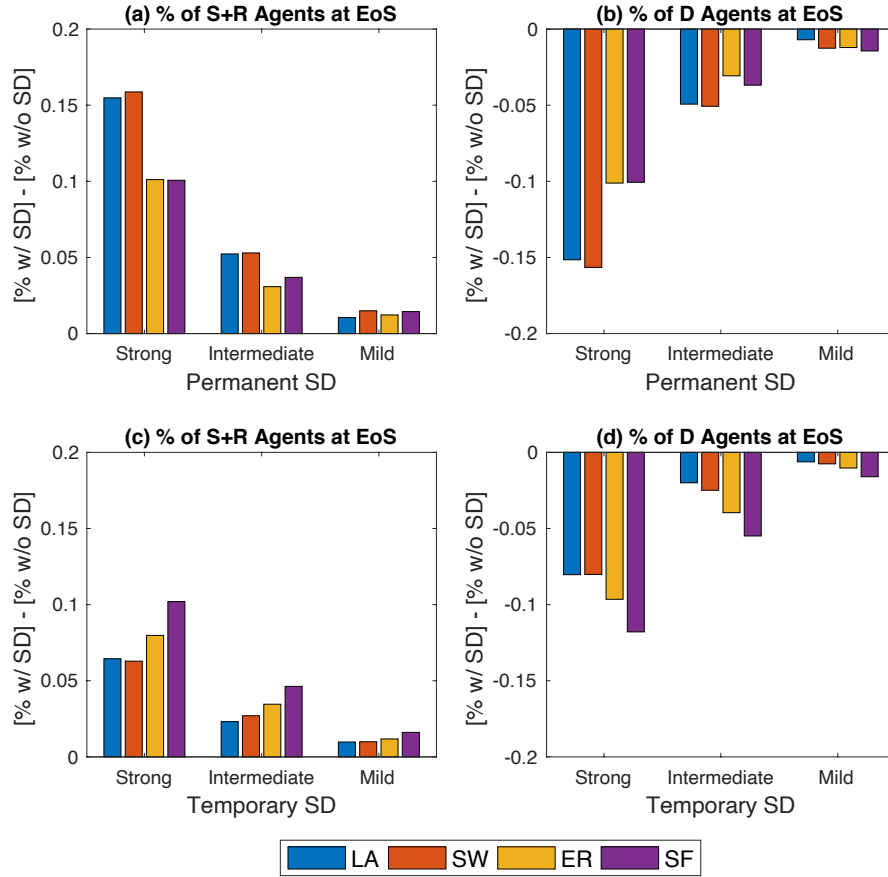 (a) % of S+R Agents at EoS
[% w/ SD] - [% w/o SD]
0.2
0.15
0.1
0.05
0
Strong Intermediate Mild
Permanent SD
(b) % of D Agents at EoS
[% w/ SD] - [% w/o SD]
0
-0.05
-0.1
-0.15
-0.2
Strong Intermediate Mild
Permanent SD
(c) % of S+R Agents at EoS
[% w/ SD] - [% w/o SD]
0.2
0.15
0.1
0.05
0
Strong Intermediate Mild
Temporary SD
(d) % of D Agents at EoS
[% w/ SD] - [% w/o SD]
0
-0.05
-0.1
-0.15
-0.2
Strong Intermediate Mild
Temporary SD
LA SW ER SF